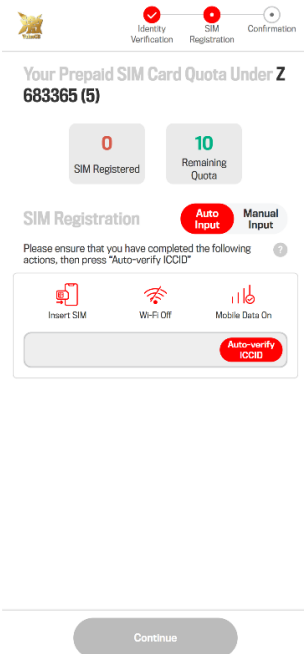 Identity
Verification
SIM
Registration
Confirmation
Your Prepaid SIM Card Quota Under Z
683365 (5)
0
SIM Registered
10
Remaining
Quota
SIM Registration
Auto
Input
Manual
Input
Please ensure that you have completed the following
actions, then press "Auto-verify ICCID"
?
Insert SIM
Wi-Fi Off
Mobile Data On
Auto-verify
ICCID
Continue